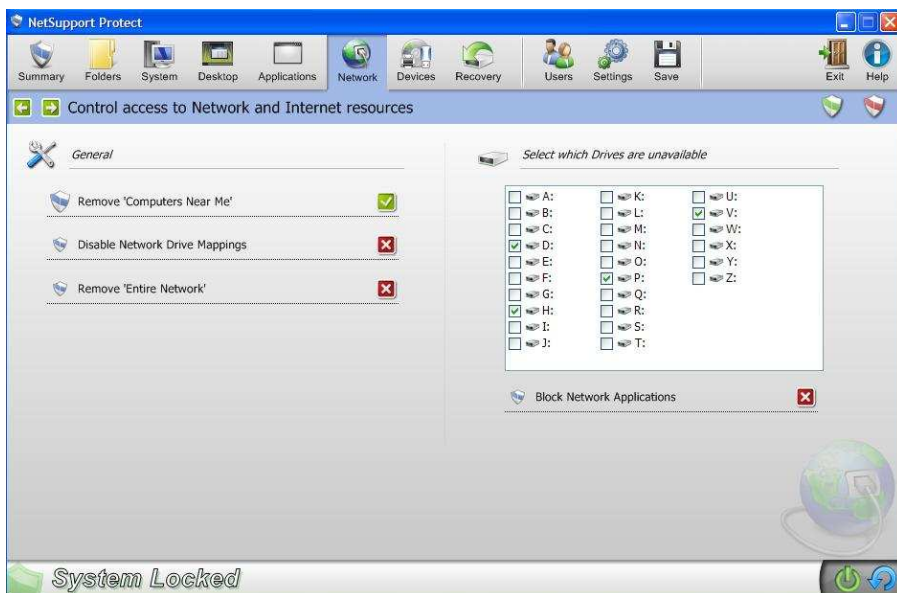 NetSupport Protect
Summary Folders System Desktop Applications Network Devices Recovery Users Settings Save Exit Help
Control access to Network and Internet resources
General
Remove 'Computers Near Me'
Disable Network Drive Mappings
Remove 'Entire Network'
Select which Drives are unavailable
A: K: U:
B: L: V:
C: M: W:
D: N: X:
E: O: Y:
F: P: Z:
G: Q:
H: R:
I: S:
J: T:
Block Network Applications
System Locked